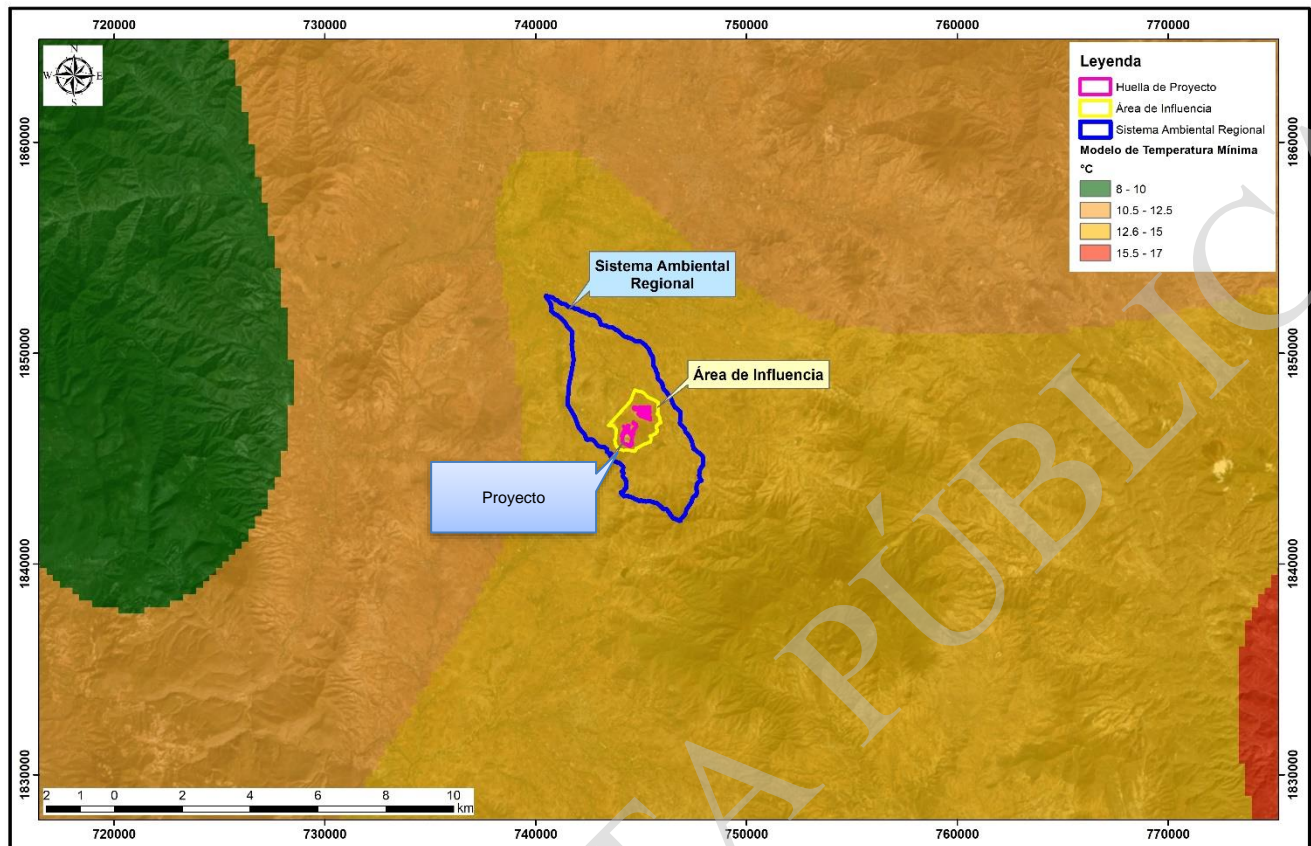 720000 730000 740000 750000 760000 770000
N
W E
S
Leyenda
Huella de Proyecto
Área de Influencia
Sistema Ambiental Regional
Modelo de Temperatura Mínima
°C
8 - 10
10.5 - 12.5
12.6 - 15
15.5 - 17
1860000 1860000
Sistema Ambiental
Regional
1850000 1850000
Área de Influencia
Proyecto
1840000 1840000
1830000 1830000
TA PÚBLIC
2 1 0 2 4 6 8 10
km
720000 730000 740000 750000 760000 770000